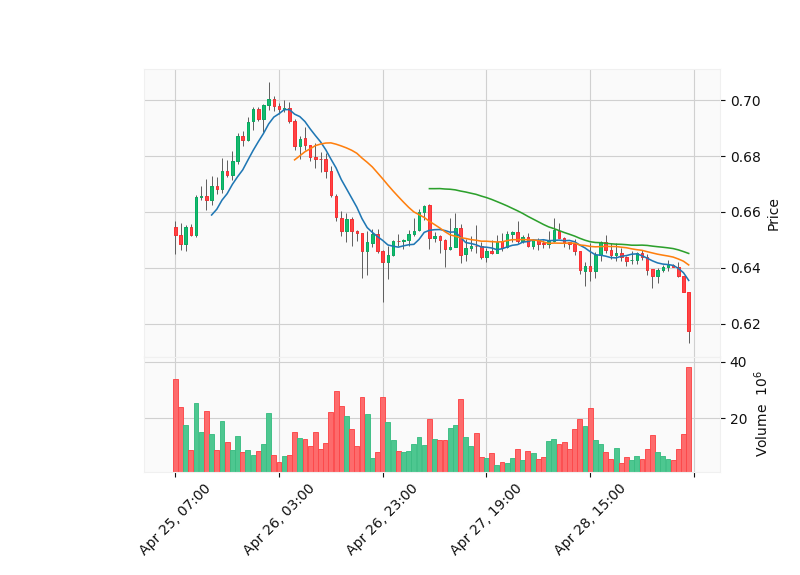 0.70
0.68
0.66
0.64
0.62
Price
40
20
Volume 10^6
Apr 25, 07:00
Apr 26, 03:00
Apr 26, 23:00
Apr 27, 19:00
Apr 28, 15:00